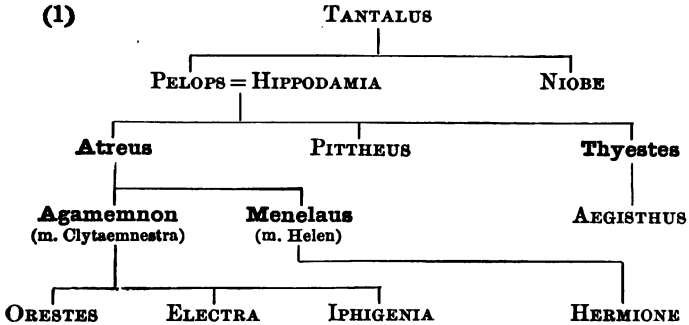 (1) TANTALUS
PELOPS = HIPPODAMIA NIOBE
Atreus PITTHEUS Thyestes
Agamemnon Menelaus AEGISTHUS
(m. Clytaemnestra) (m. Helen)
ORESTES ELECTRA IPHIGENIA HERMIONE